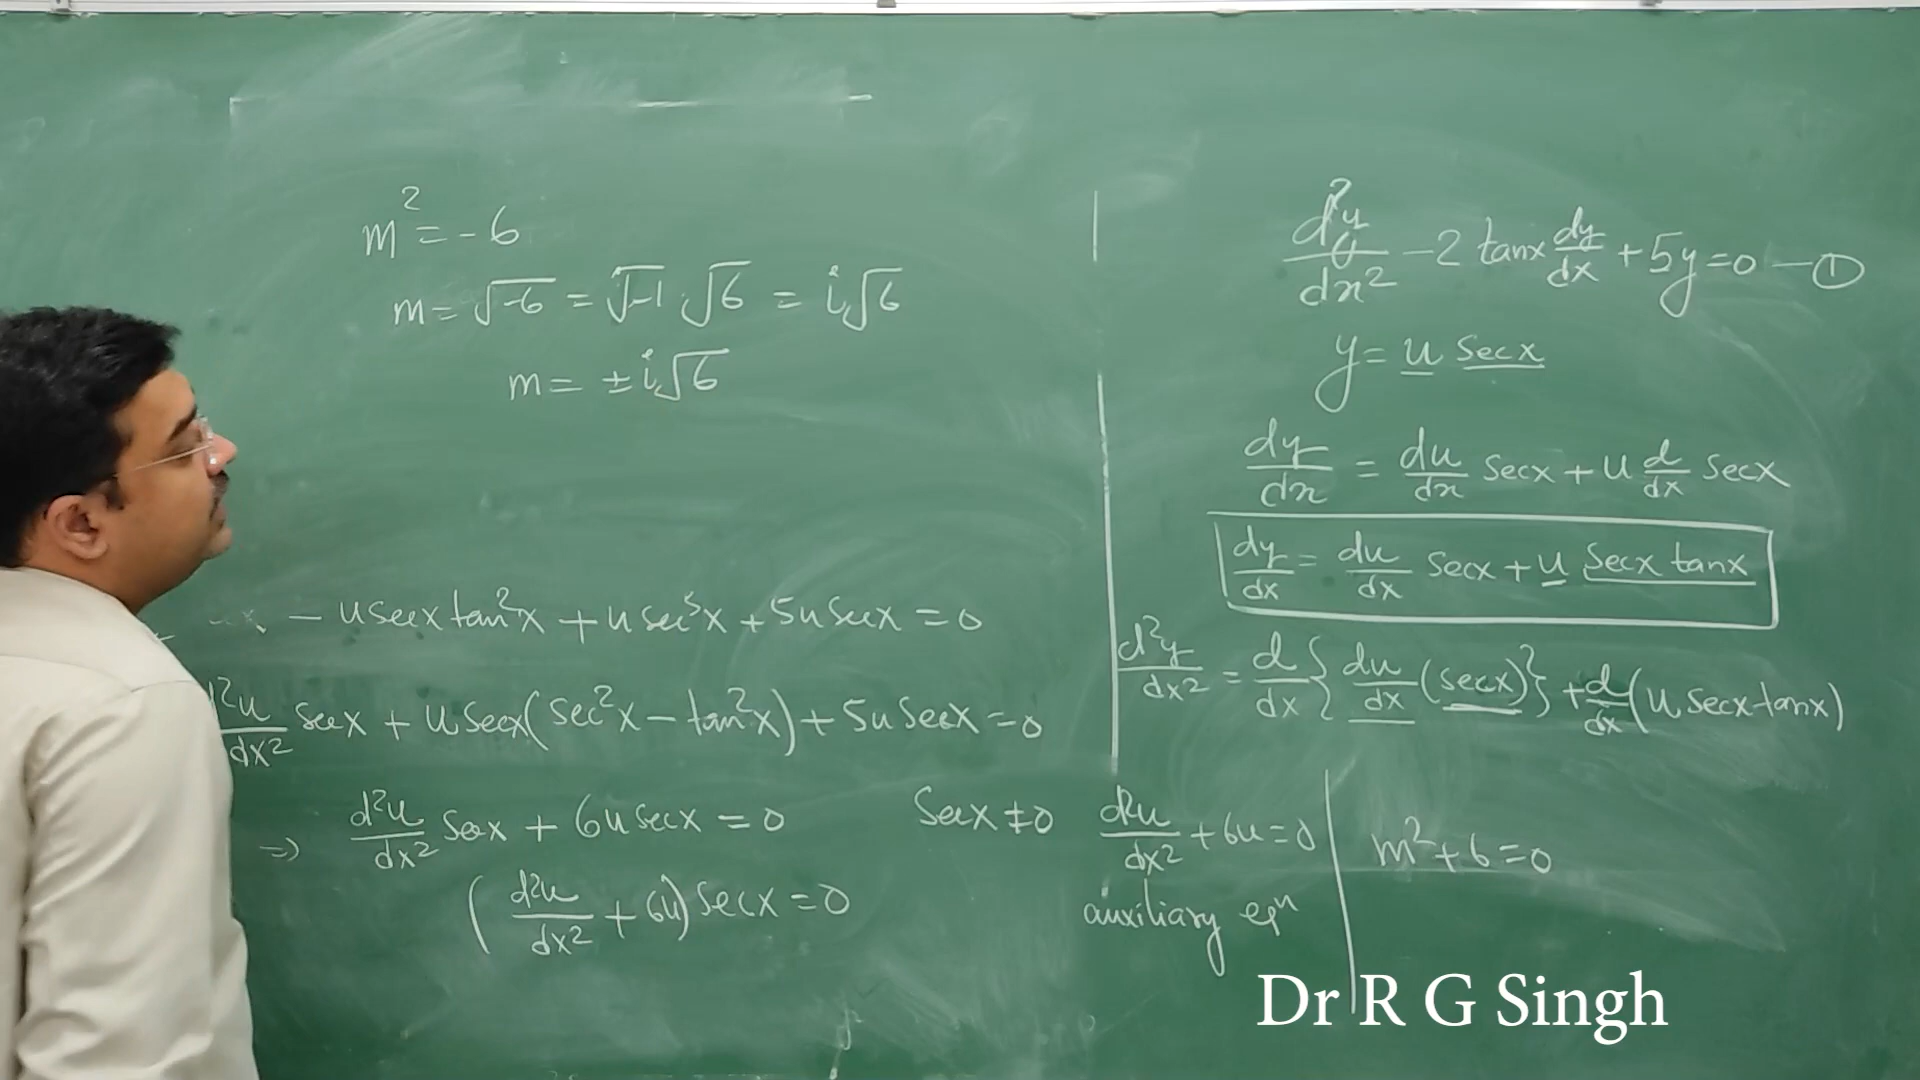 m² = -6
m = √-6 = √-1 . √6 = i√6
m = ± i√6
- u secx tan²x + u sec³x + 5u secx = 0
d²u/dx² secx + u secx (sec²x - tan²x) + 5u secx = 0
=> d²u/dx² secx + 6u secx = 0
(d²u/dx² + 6u) secx = 0
secx ≠ 0
d²y/dx² - 2 tanx dy/dx + 5y = 0 — ①
y = u secx
dy/dx = du/dx secx + u d/dx secx
dy/dx = du/dx secx + u secx tanx
d²y/dx² = d/dx { du/dx (secx) } + d/dx (u secx tanx)
d²u/dx² + 6u = 0
auxiliary eqⁿ
m² + 6 = 0
Dr R G Singh